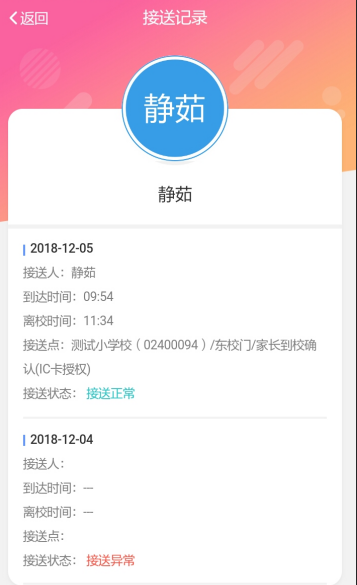 返回
接送记录
静茹
静茹
2018-12-05
接送人：静茹
到达时间：09:54
离校时间：11:34
接送点：测试小学校（02400094）/东校门/家长到校确
认(IC卡授权)
接送状态：接送正常
2018-12-04
接送人：
到达时间：---
离校时间：---
接送点：
接送状态：接送异常